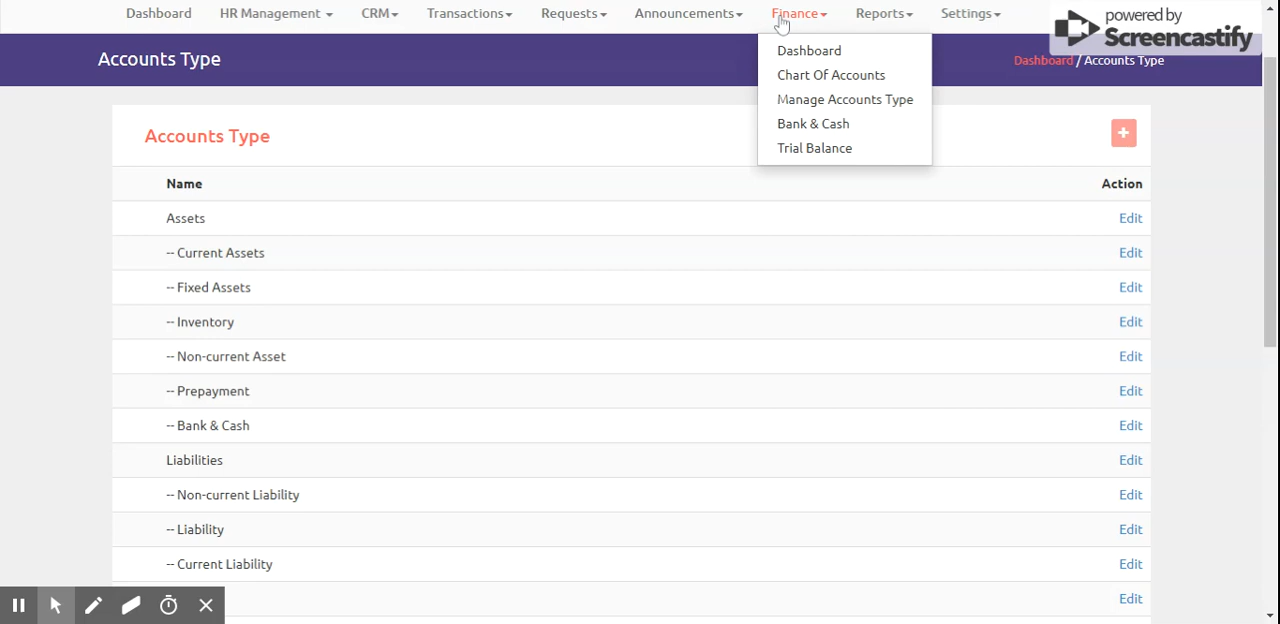 Dashboard HR Management CRM Transactions Requests Announcements Finance Reports Settings
powered by
Screencastify
Accounts Type
Dashboard / Accounts Type
Dashboard
Chart Of Accounts
Manage Accounts Type
Bank & Cash
Trial Balance
Accounts Type
+
Name Action
Assets Edit
-- Current Assets Edit
-- Fixed Assets Edit
-- Inventory Edit
-- Non-current Asset Edit
-- Prepayment Edit
-- Bank & Cash Edit
Liabilities Edit
-- Non-current Liability Edit
-- Liability Edit
-- Current Liability Edit
Edit